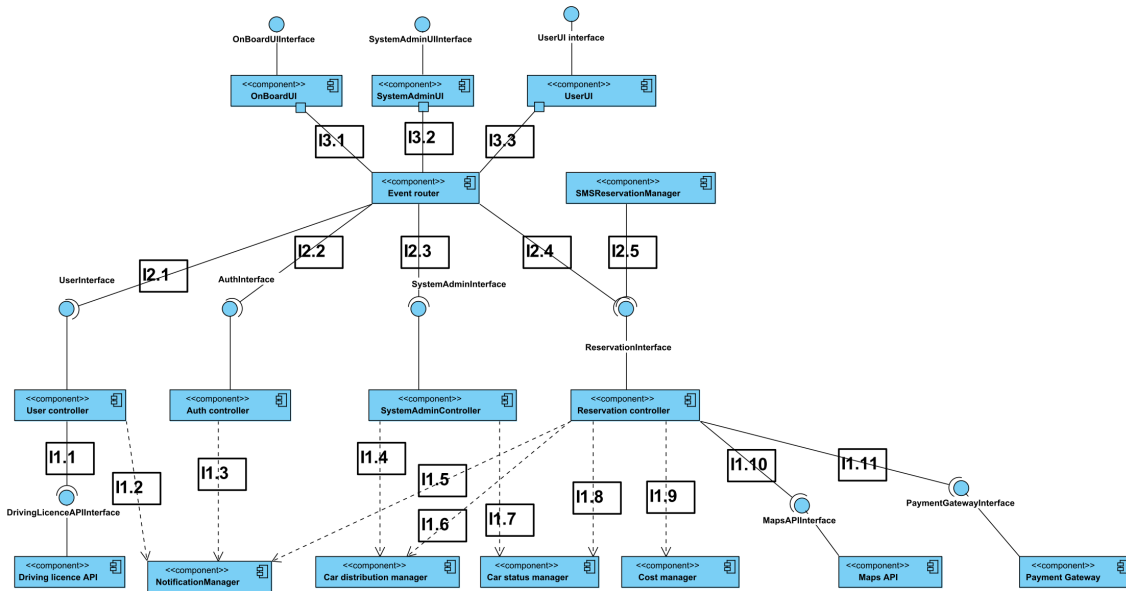 OnBoardUIInterface
SystemAdminUIInterface
UserUI interface
<<component>>
OnBoardUI
<<component>>
SystemAdminUI
<<component>>
UserUI
I3.1
I3.2
I3.3
<<component>>
Event router
<<component>>
SMSReservationManager
I2.1
I2.2
I2.3
I2.4
I2.5
UserInterface
AuthInterface
SystemAdminInterface
ReservationInterface
<<component>>
User controller
<<component>>
Auth controller
<<component>>
SystemAdminController
<<component>>
Reservation controller
I1.1
I1.2
I1.3
I1.4
I1.5
I1.6
I1.7
I1.8
I1.9
I1.10
I1.11
DrivingLicenceAPIInterface
MapsAPIInterface
PaymentGatewayInterface
<<component>>
Driving licence API
<<component>>
NotificationManager
<<component>>
Car distribution manager
<<component>>
Car status manager
<<component>>
Cost manager
<<component>>
Maps API
<<component>>
Payment Gateway